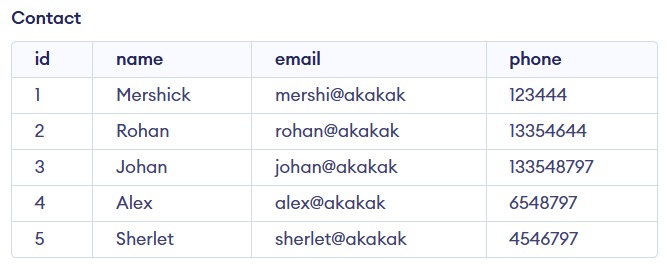 Contact
id name email phone
1 Mershick mershi@akakak 123444
2 Rohan rohan@akakak 13354644
3 Johan johan@akakak 133548797
4 Alex alex@akakak 6548797
5 Sherlet sherlet@akakak 4546797